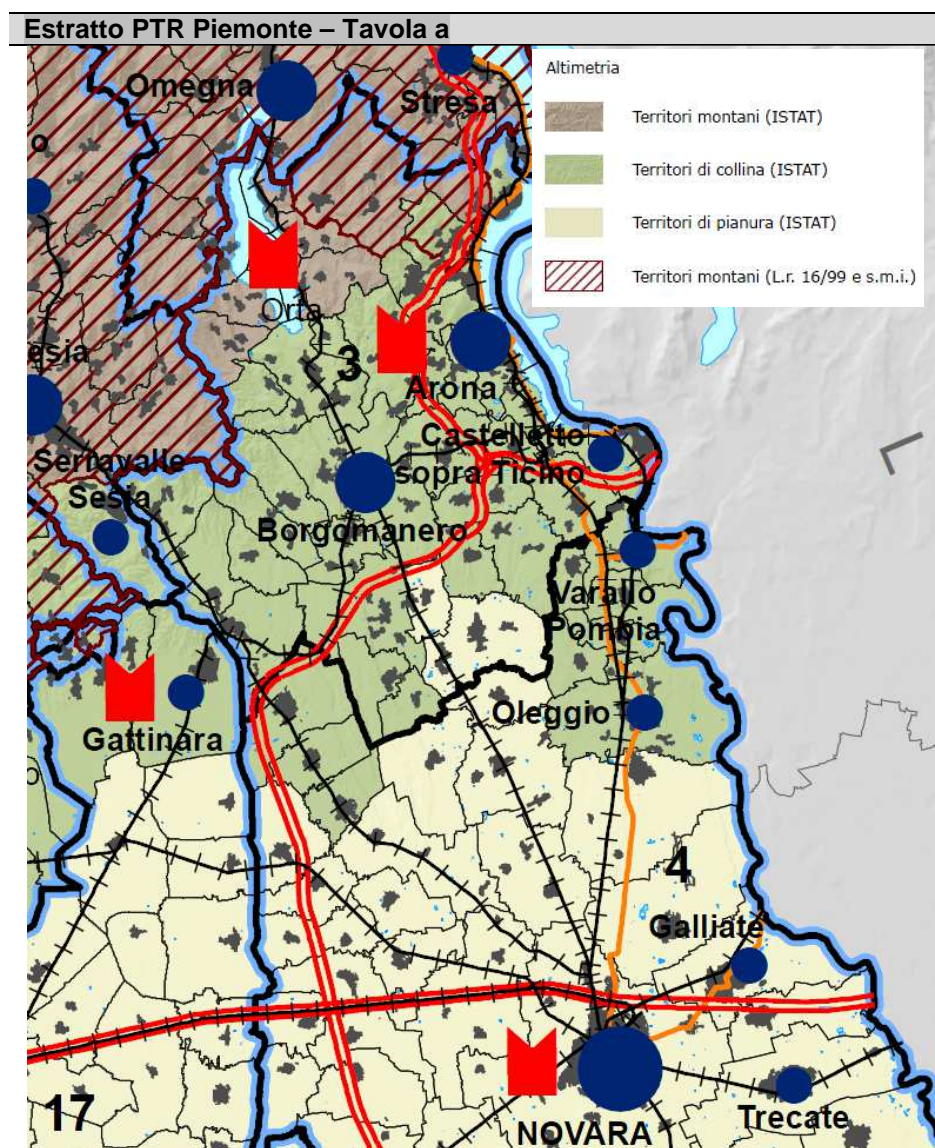 Estratto PTR Piemonte – Tavola a
Omegna
Stresa
Altimetria
Territori montani (ISTAT)
Territori di collina (ISTAT)
Territori di pianura (ISTAT)
Territori montani (L.r. 16/99 e s.m.i.)
o
Orta
esia
3
Arona
Castelletto
sopra Ticino
Serravalle
Sesia
Borgomanero
Varallo
Pombia
Oleggio
Gattinara
o
4
Galliate
17
NOVARA
Trecate